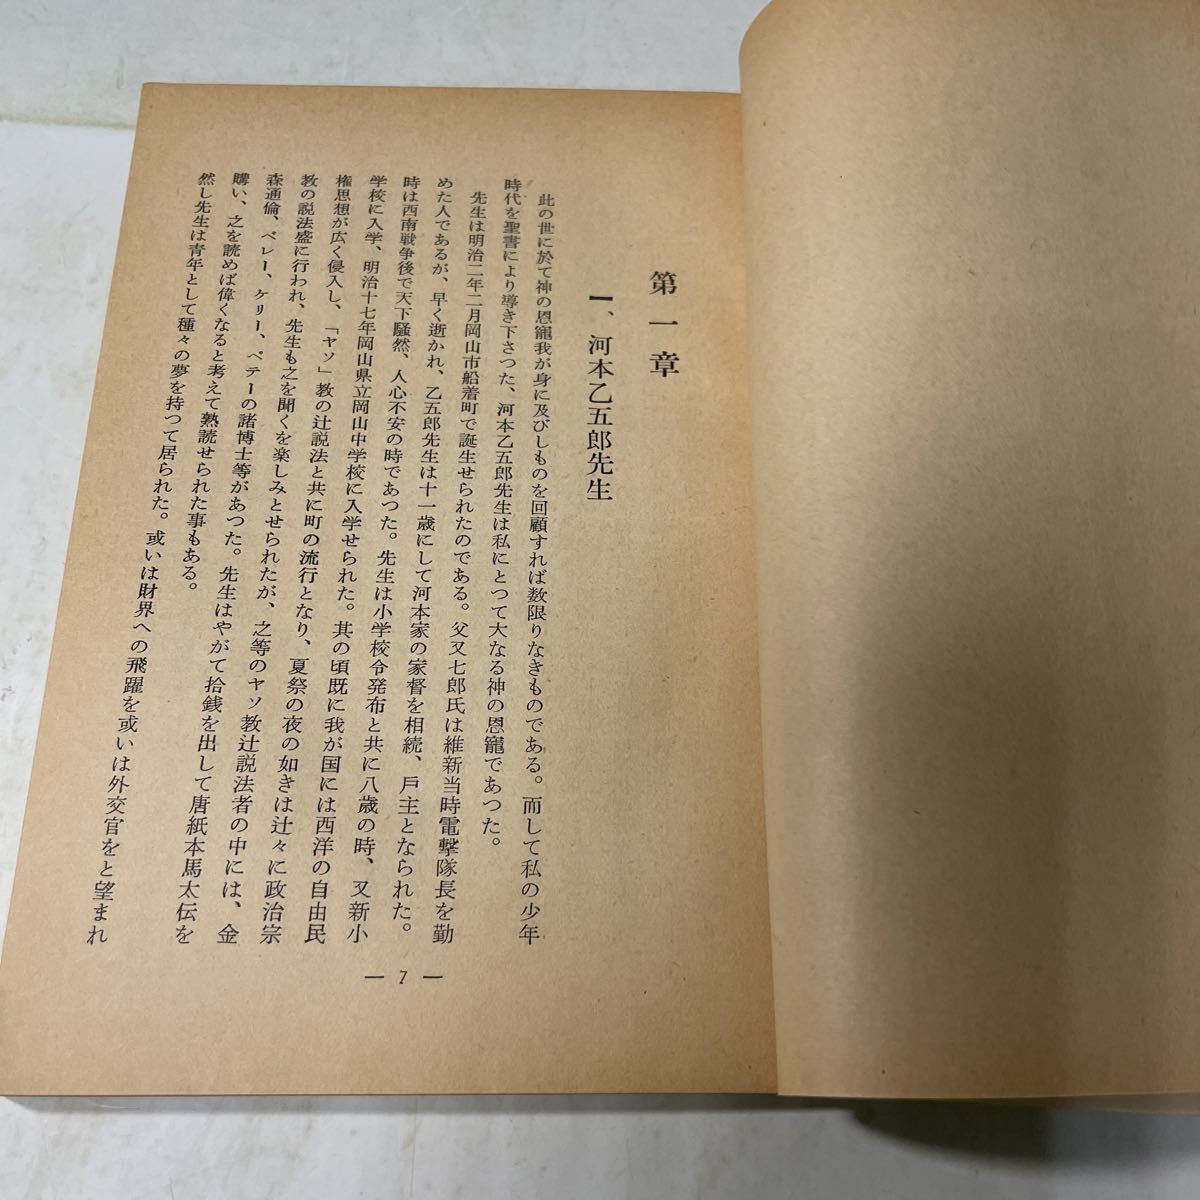 第一章
一、河本乙五郎先生
此の世に於て神の恩寵我が身に及びしものを回顧すれば数限りなきものである。而して私の少年
時代を聖書により導き下さつた、河本乙五郎先生は私にとつて大なる神の恩寵であつた。
先生は明治二年二月岡山市船着町で誕生せられたのである。父又七郎氏は維新当時電撃隊長を勤
めた人であるが、早く逝かれ、乙五郎先生は十一歳にして河本家の家督を相続、戸主となられた。
時は西南戦争後で天下騒然、人心不安の時であつた。先生は小学校令発布と共に八歳の時、又新小
学校に入学、明治十七年岡山県立岡山中学校に入学せられた。其の頃既に我が国には西洋の自由民
権思想が広く侵入し、「ヤソ」教の辻説法と共に町の流行となり、夏祭の夜の如きは辻々に政治宗
教の説法盛に行われ、先生も之を聞くを楽しみとせられたが、之等のヤソ教辻説法者の中には、金
森通倫、ベレー、ケリー、ペテーの諸博士等があつた。先生はやがて拾銭を出して唐紙本馬太伝を
購い、之を読めば偉くなると考えて熟読せられた事もある。
然し先生は青年として種々の夢を持つて居られた。或いは財界への飛躍を或いは外交官をと望まれ
— 7 —